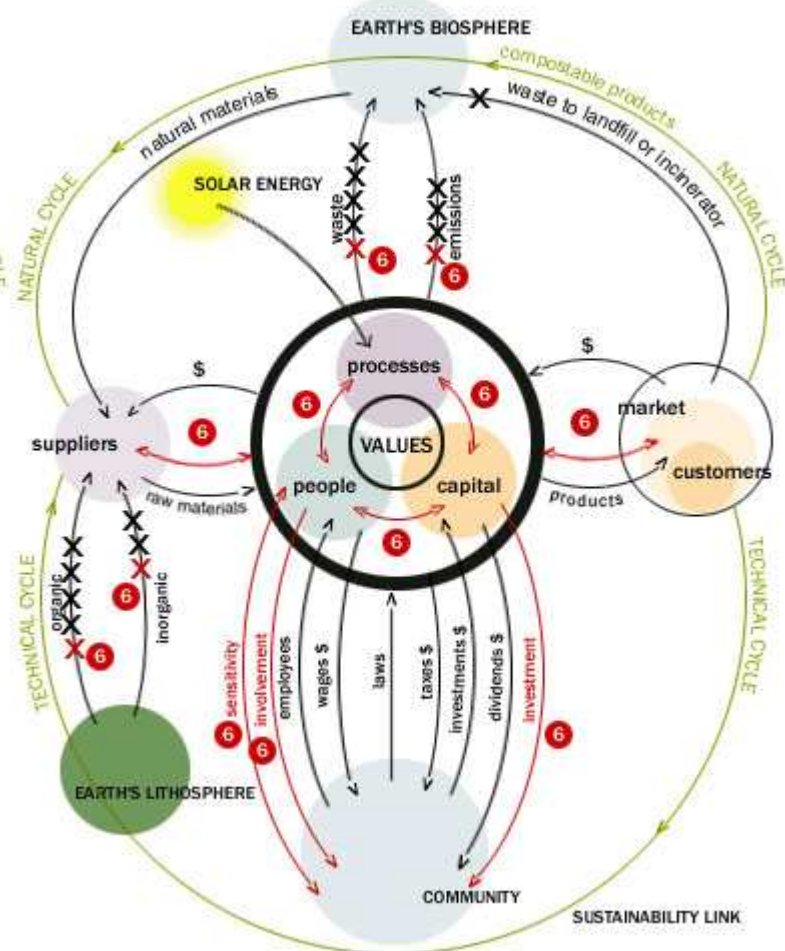 EARTH'S BIOSPHERE
compostable products
waste to landfill or incinerator
natural materials
NATURAL CYCLE
NATURAL CYCLE
SOLAR ENERGY
X
X
X
X
X
X
waste
X
X
emissions
X
X
6
6
processes
$
$
6
6
6
6
VALUES
market
suppliers
customers
people
capital
raw materials
products
6
X
X
X
X
X
X
X
X
organic
inorganic
6
6
TECHNICAL CYCLE
TECHNICAL CYCLE
sensitivity
involvement
employees
wages $
laws
taxes $
investments $
dividends $
investment
6
6
6
EARTH'S LITHOSPHERE
COMMUNITY
SUSTAINABILITY LINK